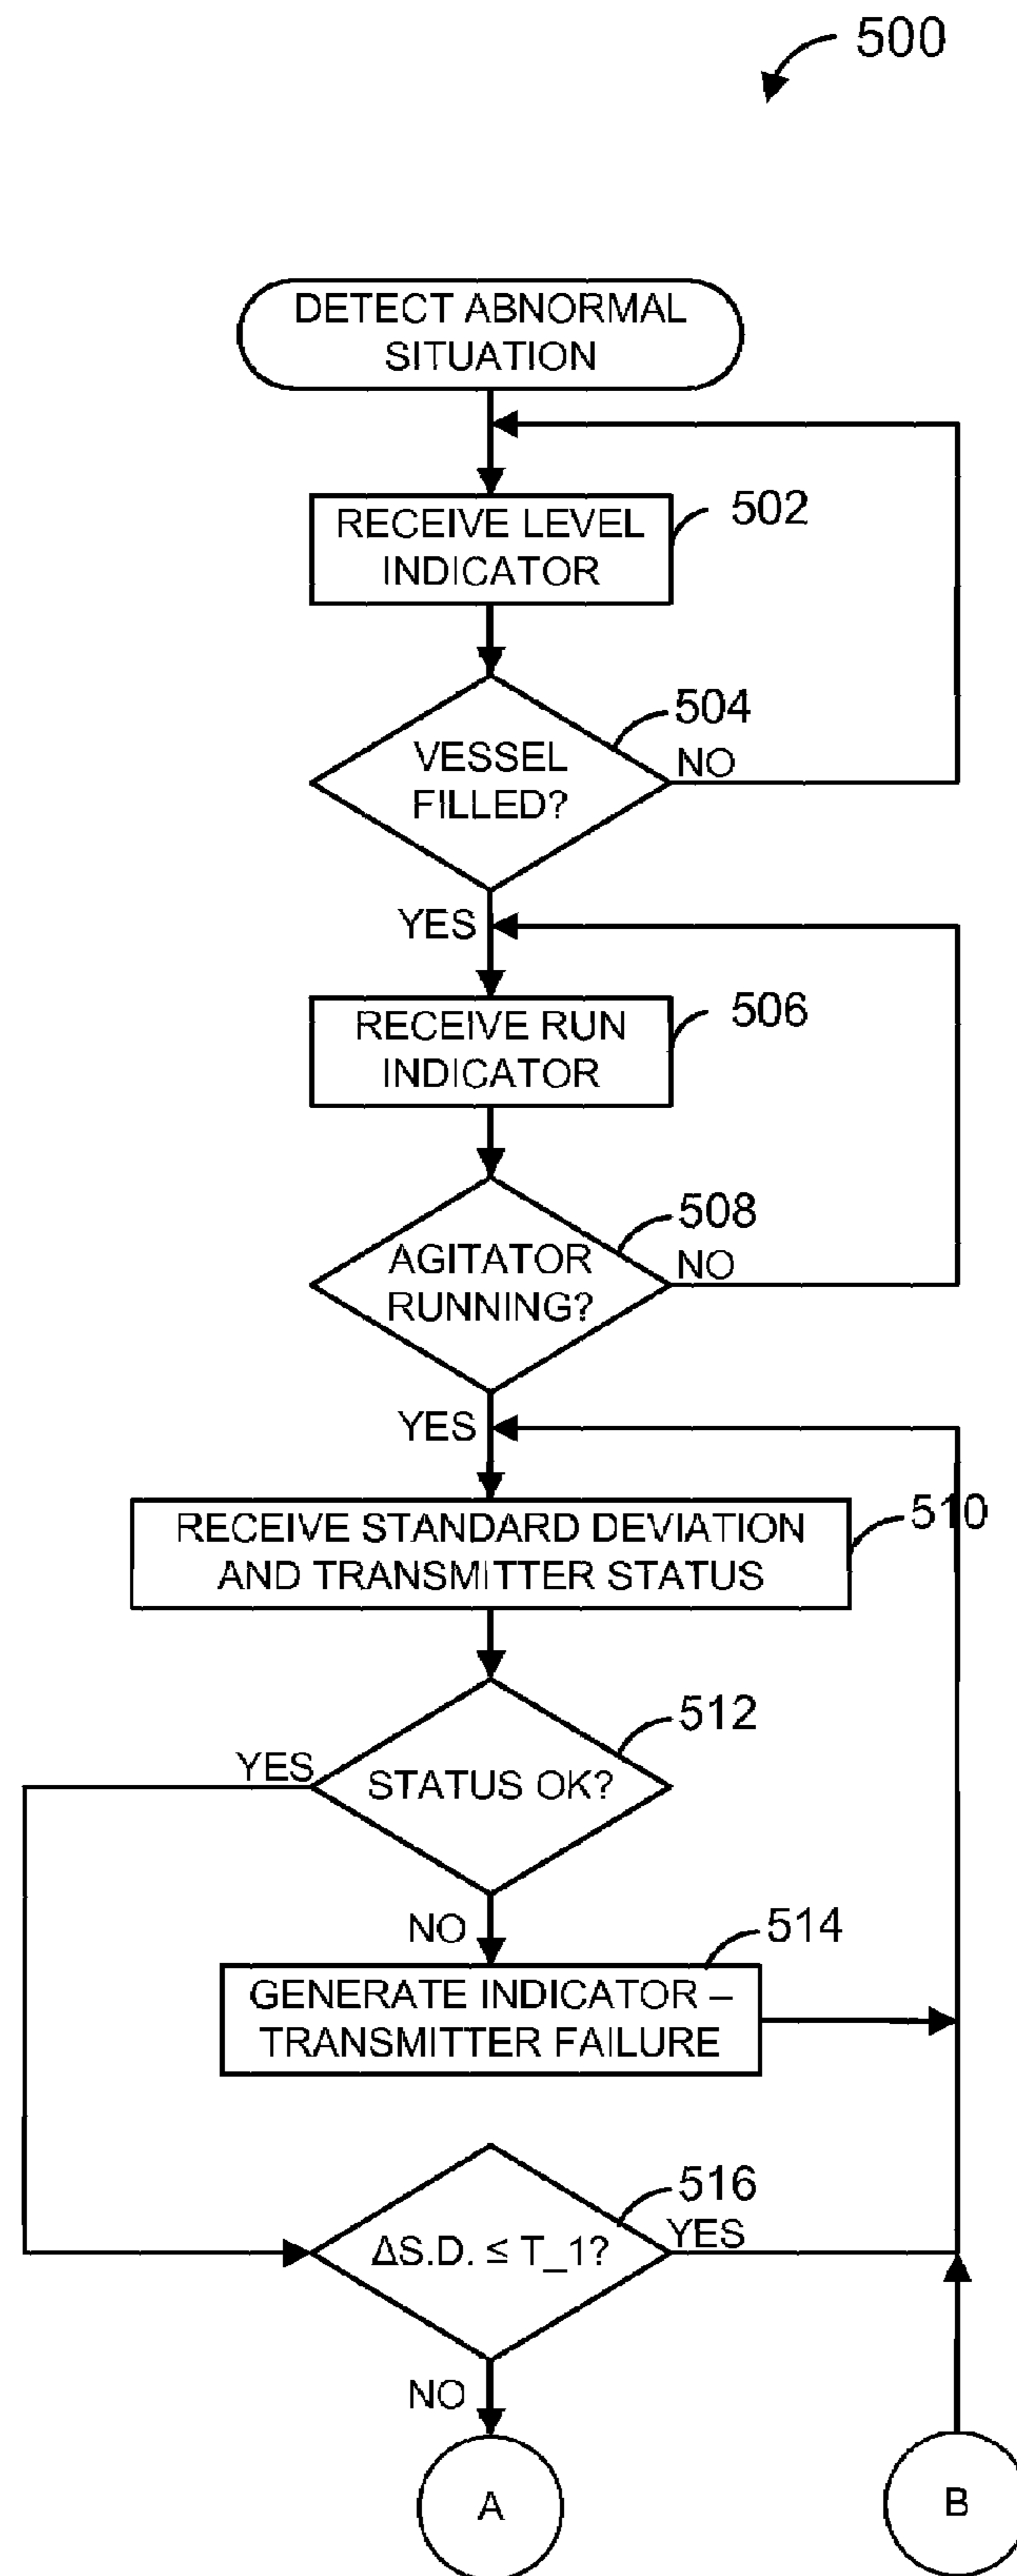 500
DETECT ABNORMAL
SITUATION
RECEIVE LEVEL
INDICATOR
502
VESSEL
FILLED?
504
NO
YES
RECEIVE RUN
INDICATOR
506
AGITATOR
RUNNING?
508
NO
YES
RECEIVE STANDARD DEVIATION
AND TRANSMITTER STATUS
510
512
YES
STATUS OK?
NO
514
GENERATE INDICATOR –
TRANSMITTER FAILURE
516
ΔS.D. ≤ T_1?
YES
NO
A
B